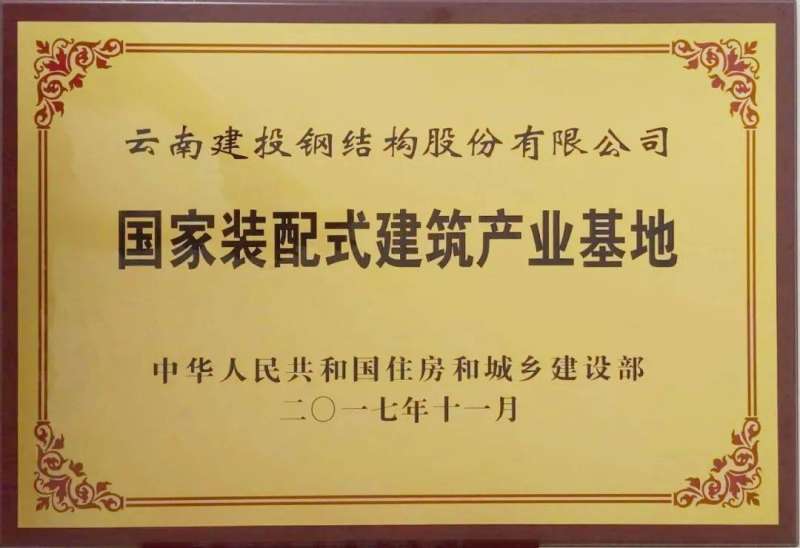 云南建投钢结构股份有限公司
国家装配式建筑产业基地
中华人民共和国住房和城乡建设部
二〇一七年十一月